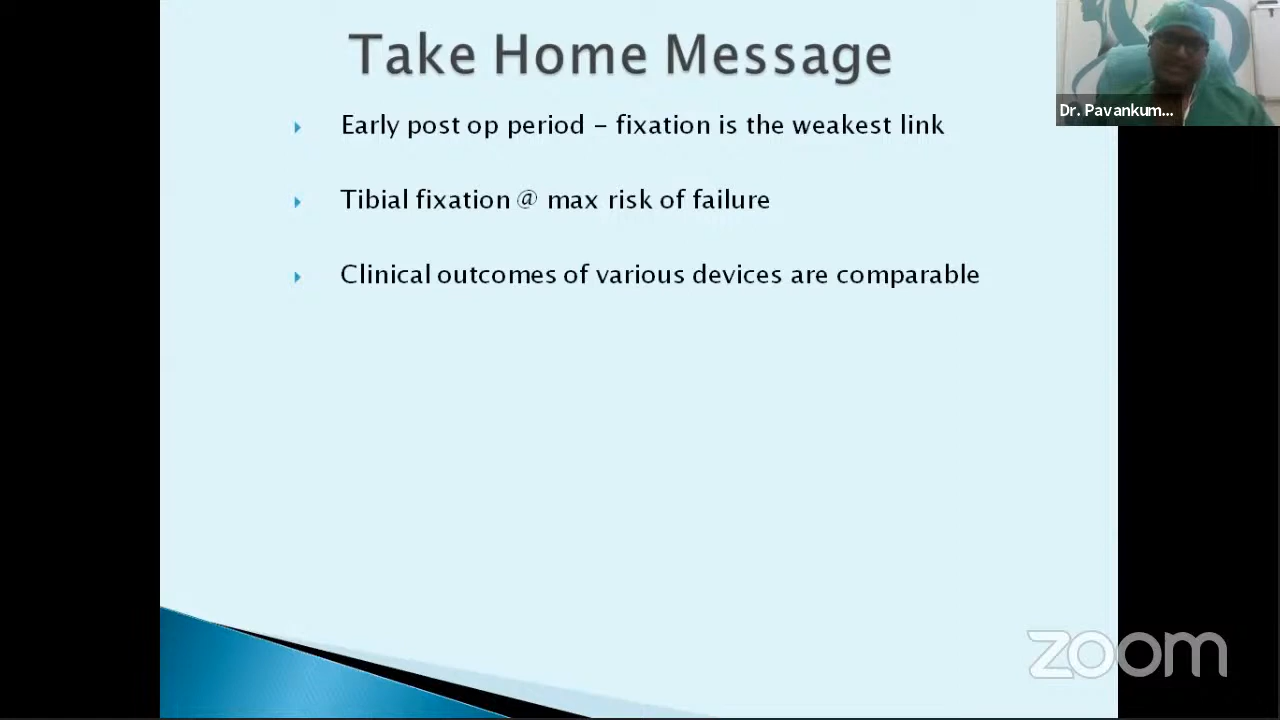 Take Home Message
Early post op period – fixation is the weakest link
Tibial fixation @ max risk of failure
Clinical outcomes of various devices are comparable
Dr. Pavankum...
zoom